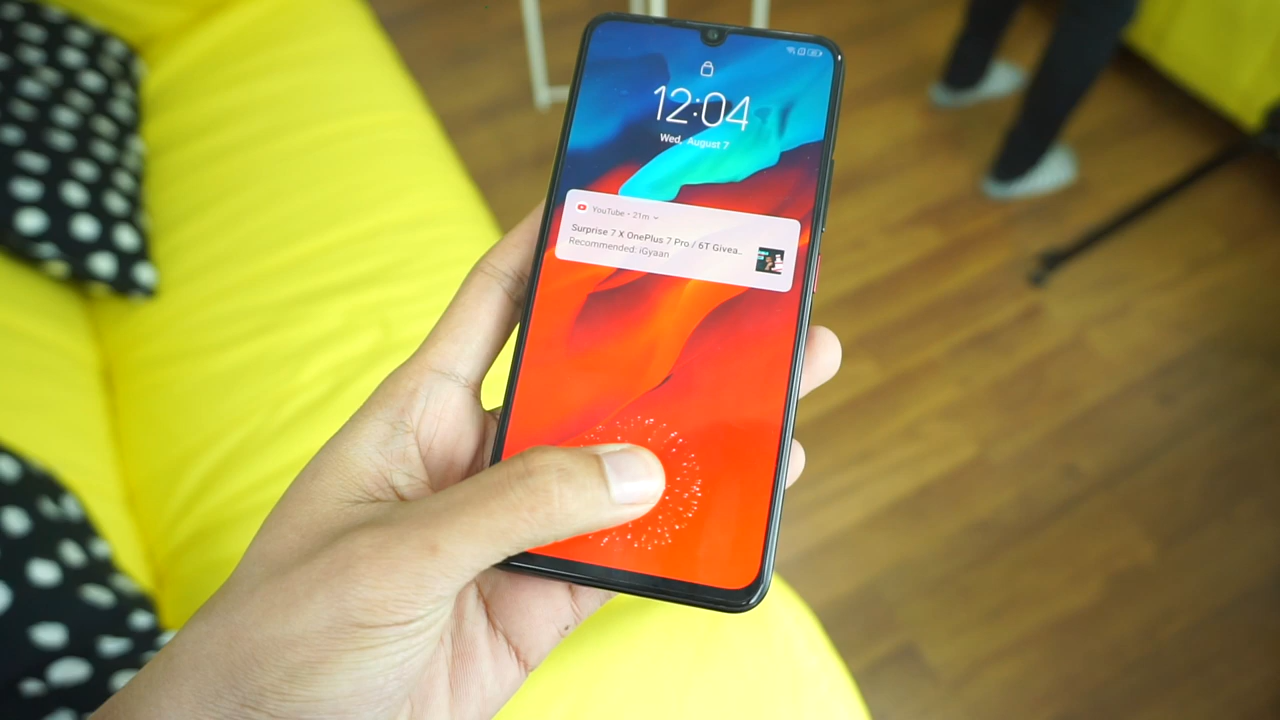 12:04
Wed, August 7
YouTube • 21m
Surprise 7 X OnePlus 7 Pro / 6T Givea...
Recommended: iGyaan